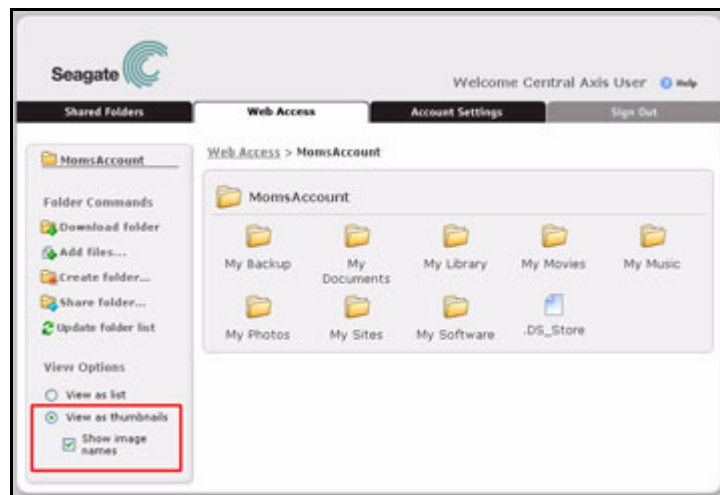 Seagate
Welcome Central Axis User Help
Shared Folders Web Access Account Settings Sign Out
MomsAccount
Folder Commands
Download folder
Add files...
Create folder...
Share folder...
Update folder list
View Options
View as list
View as thumbnails
Show image
names
Web Access > MomsAccount
MomsAccount
My Backup My
Documents My Library My Movies My Music
My Photos My Sites My Software .DS_Store